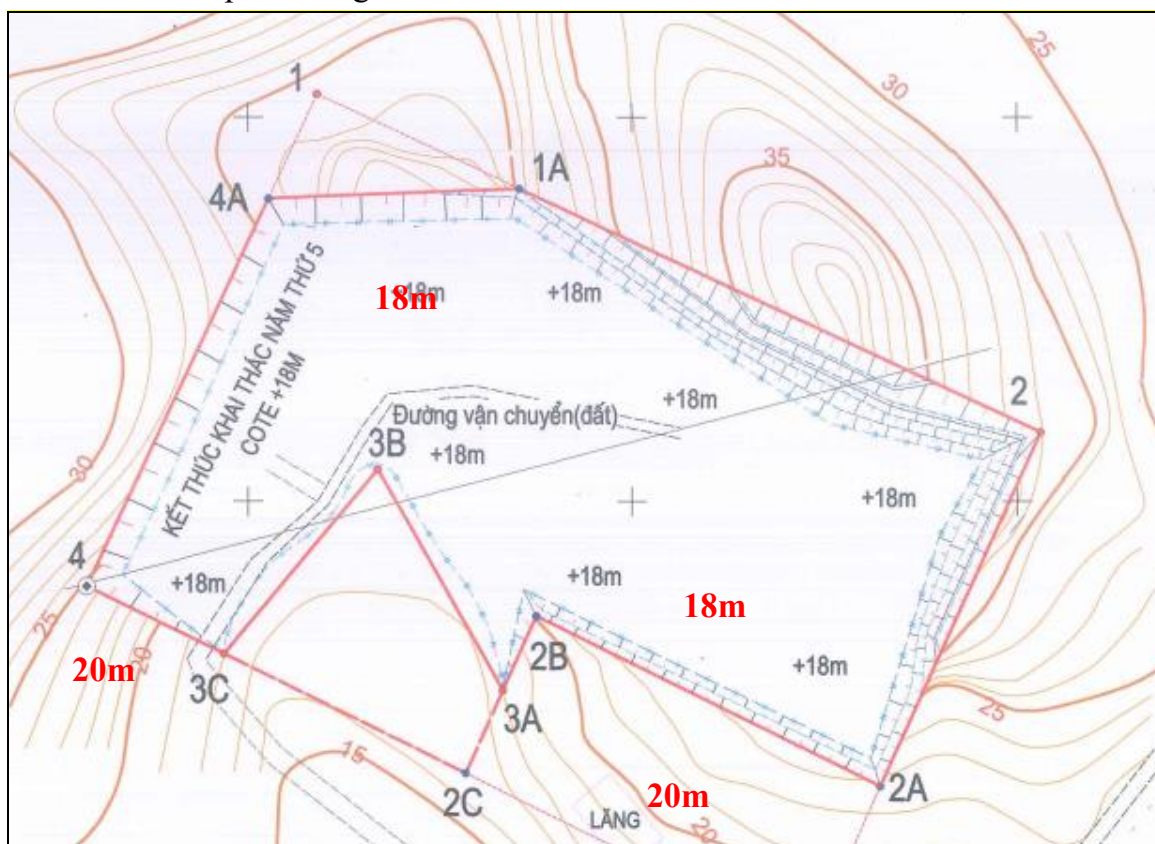 25
30
1
35
1A
4A
KẾT THÚC KHAI THÁC NĂM THỨ 5
COTE +18M
+18m
18m
+18m
+18m
Đường vận chuyển(đất)
2
3B
+18m
30
+18m
4
+18m
+18m
18m
25
20
20m
2B
+18m
3C
3A
25
15
2C
20m
2A
LĂNG
20